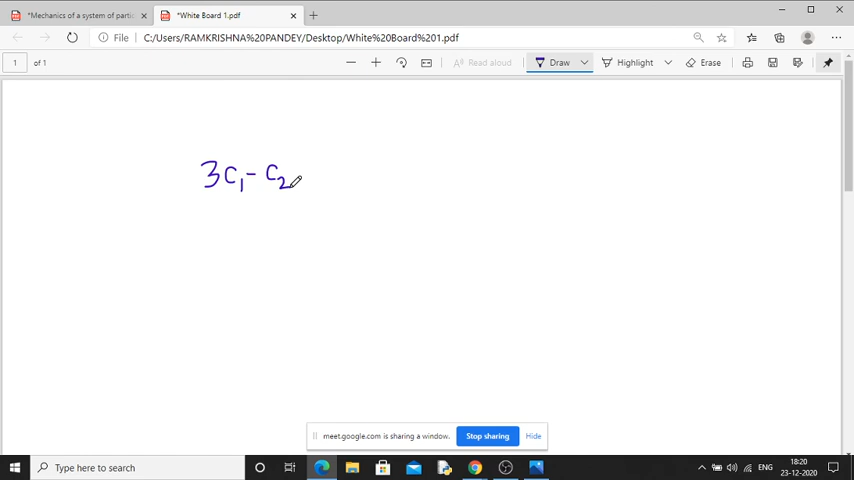 *Mechanics of a system of partic
*White Board 1.pdf
File
C:/Users/RAMKRISHNA%20PANDEY/Desktop/White%20Board%201.pdf
1 of 1
Read aloud
Draw
Highlight
Erase
3C₁ - C₂
meet.google.com is sharing a window.
Stop sharing
Hide
Type here to search
ENG
18:20
23-12-2020